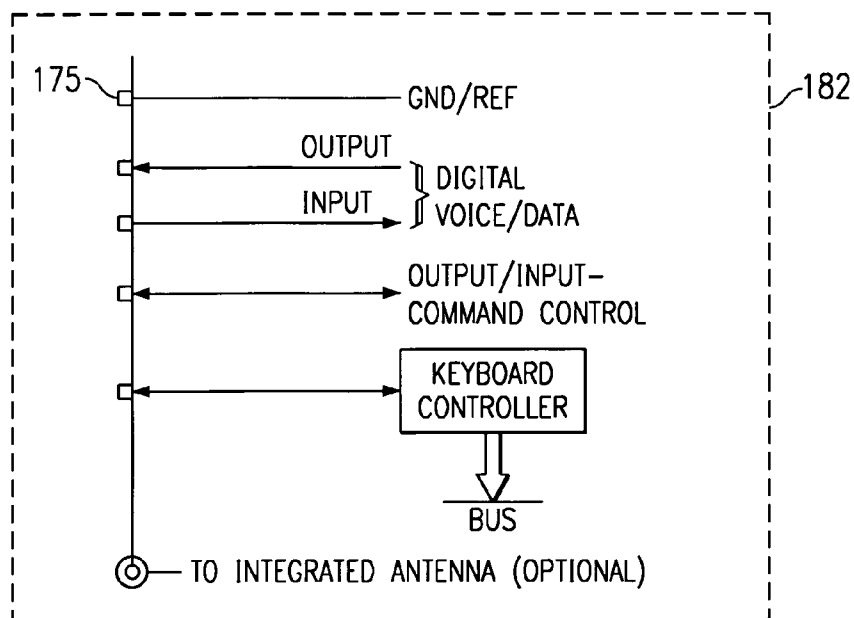 175
182
GND/REF
OUTPUT
INPUT
DIGITAL
VOICE/DATA
OUTPUT/INPUT-
COMMAND CONTROL
KEYBOARD
CONTROLLER
BUS
TO INTEGRATED ANTENNA (OPTIONAL)